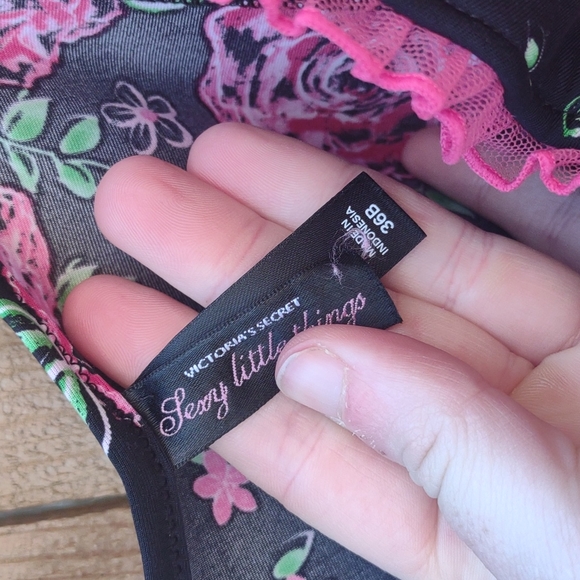 VICTORIA'S SECRET
Sexy little things
MADE IN
INDONESIA
36B